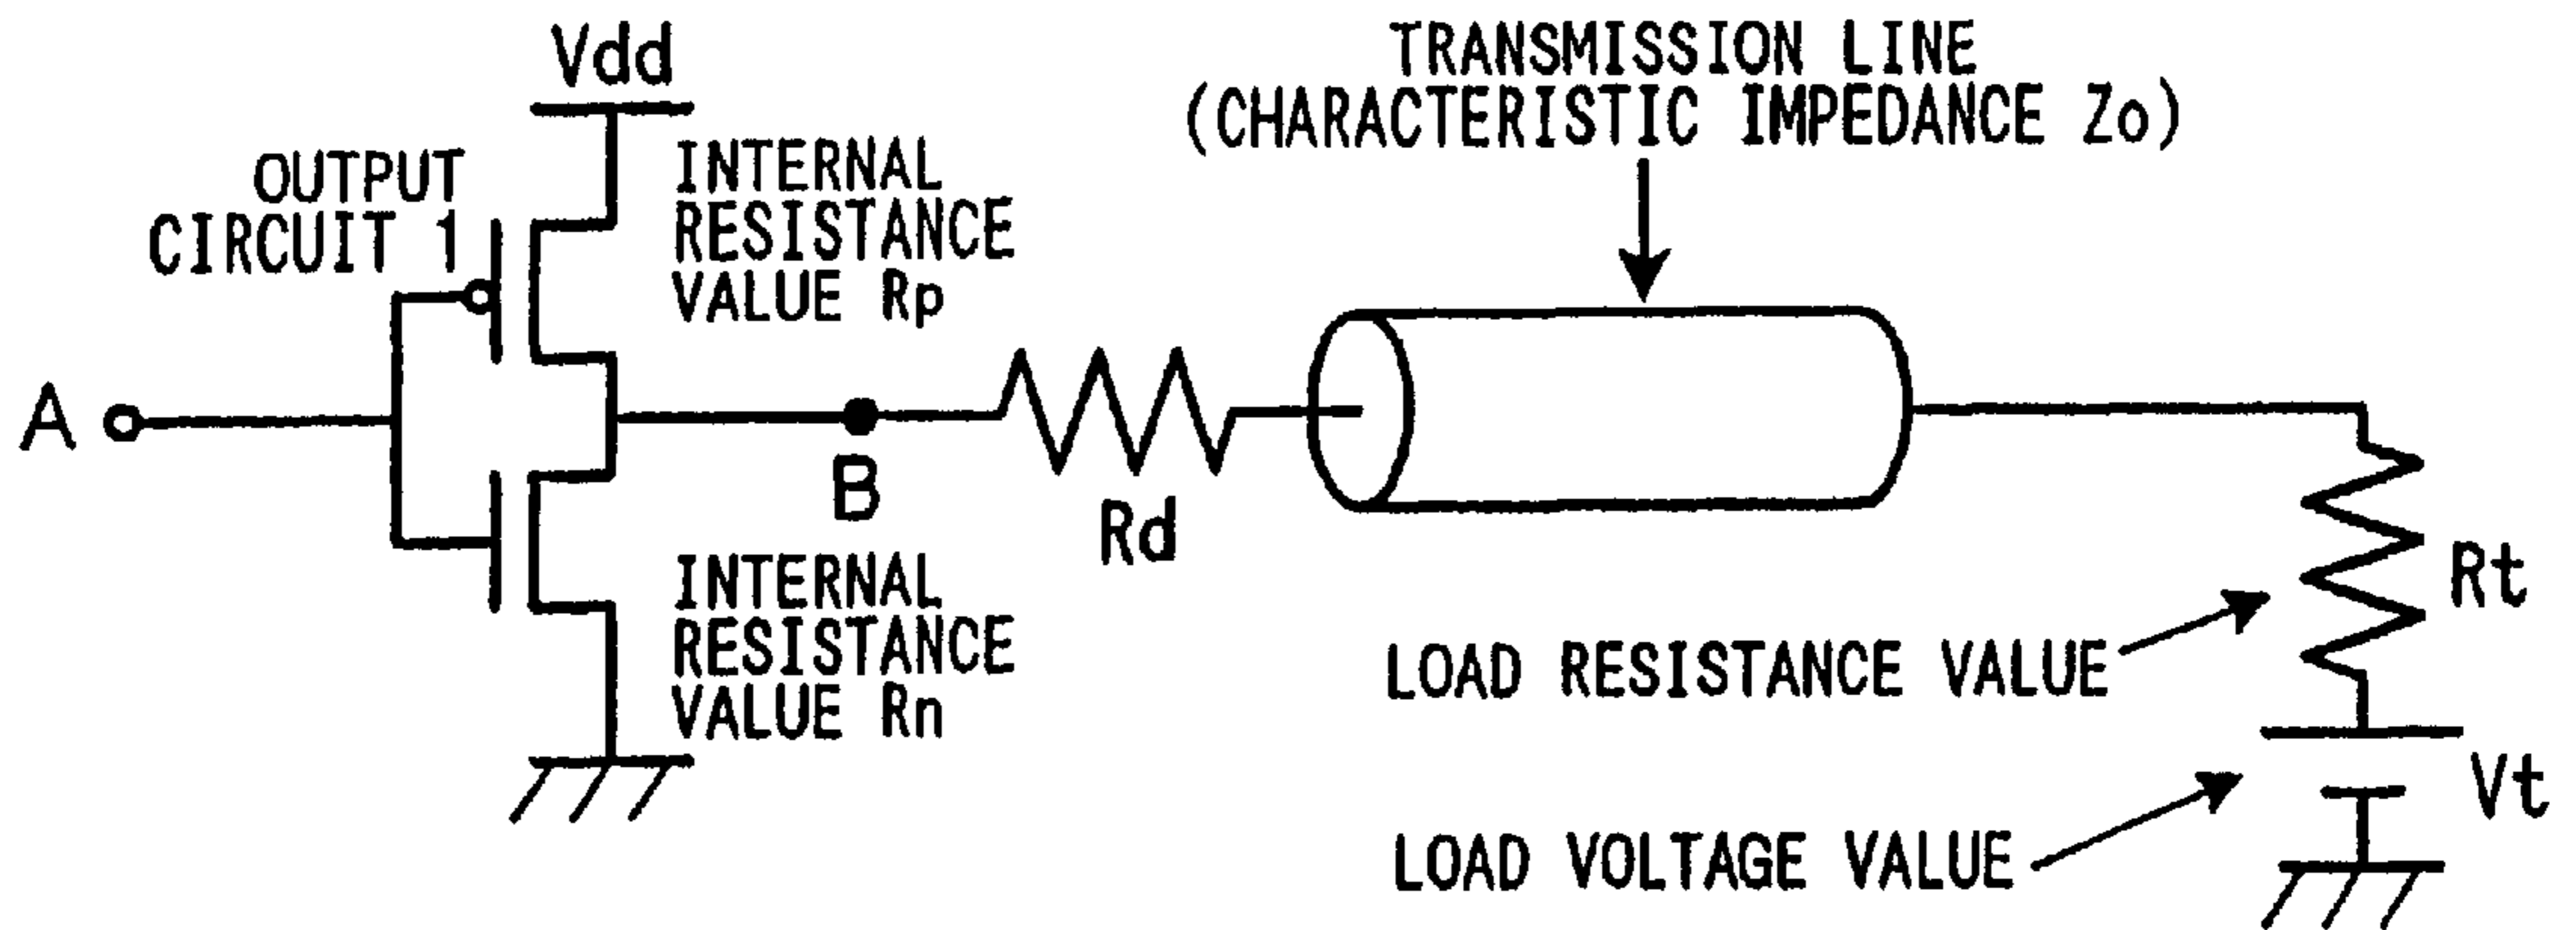 Vdd
TRANSMISSION LINE
(CHARACTERISTIC IMPEDANCE Zo)
OUTPUT
CIRCUIT 1
INTERNAL
RESISTANCE
VALUE Rp
A
B
Rd
INTERNAL
RESISTANCE
VALUE Rn
Rt
LOAD RESISTANCE VALUE
Vt
LOAD VOLTAGE VALUE